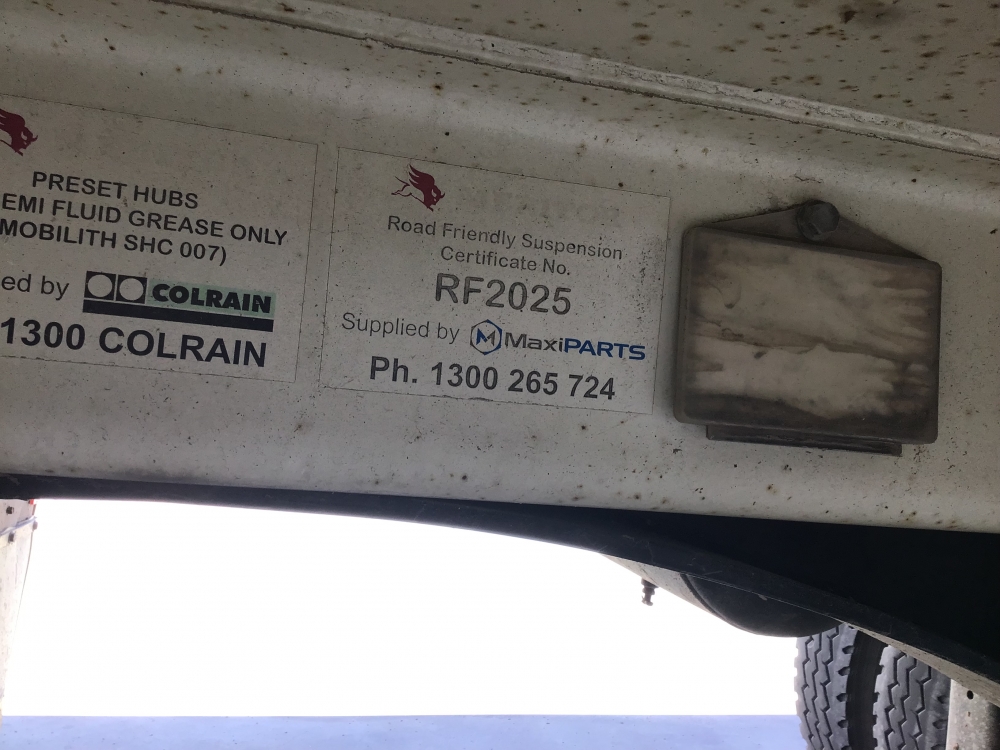 PRESET HUBS
EMI FLUID GREASE ONLY
MOBILITH SHC 007)
ed by COLRAIN
1300 COLRAIN
Road Friendly Suspension
Certificate No.
RF2025
Supplied by MaxiPARTS
Ph. 1300 265 724